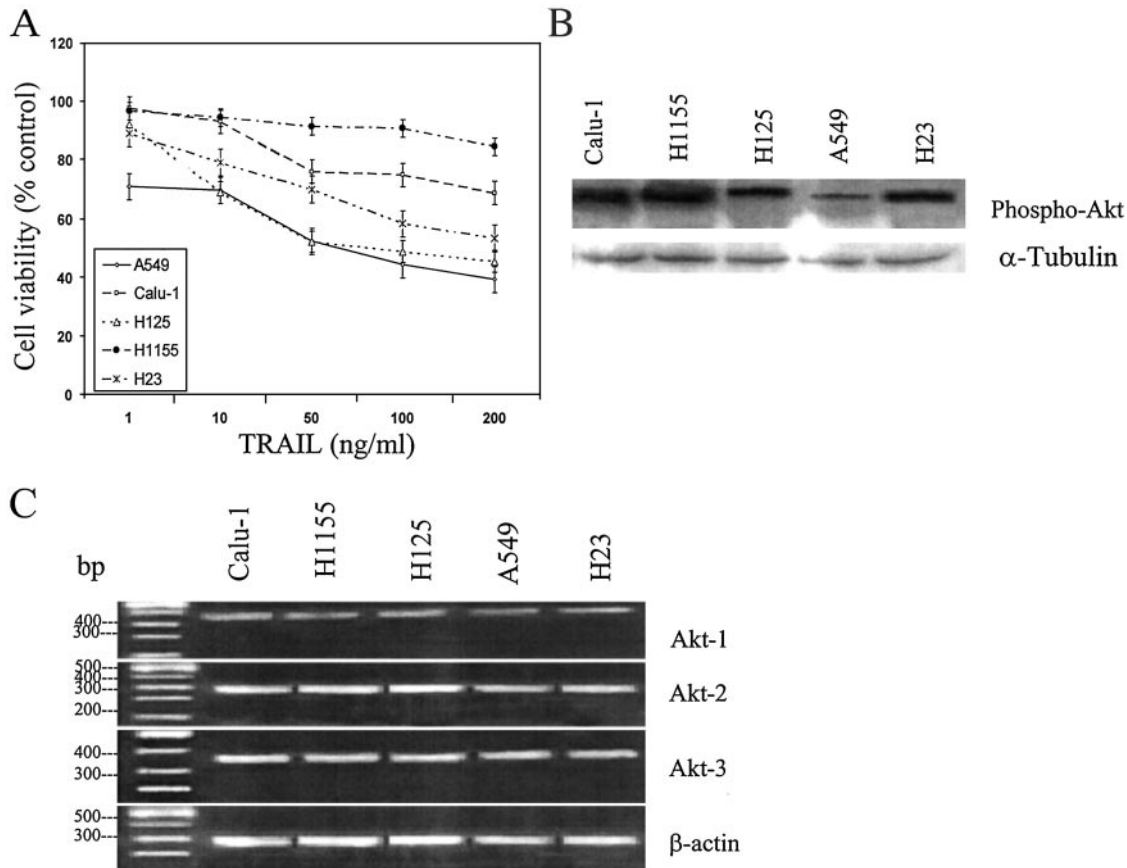 A
Cell viability (% control)
120
100
80
60
40
20
0
A549
Calu-1
H125
H1155
H23
1 10 50 100 200
TRAIL (ng/ml)
B
Calu-1 H1155 H125 A549 H23
Phospho-Akt
α-Tubulin
C
bp Calu-1 H1155 H125 A549 H23
400--
300--
Akt-1
500--
400--
300--
200--
Akt-2
400--
300--
Akt-3
500--
300--
β-actin